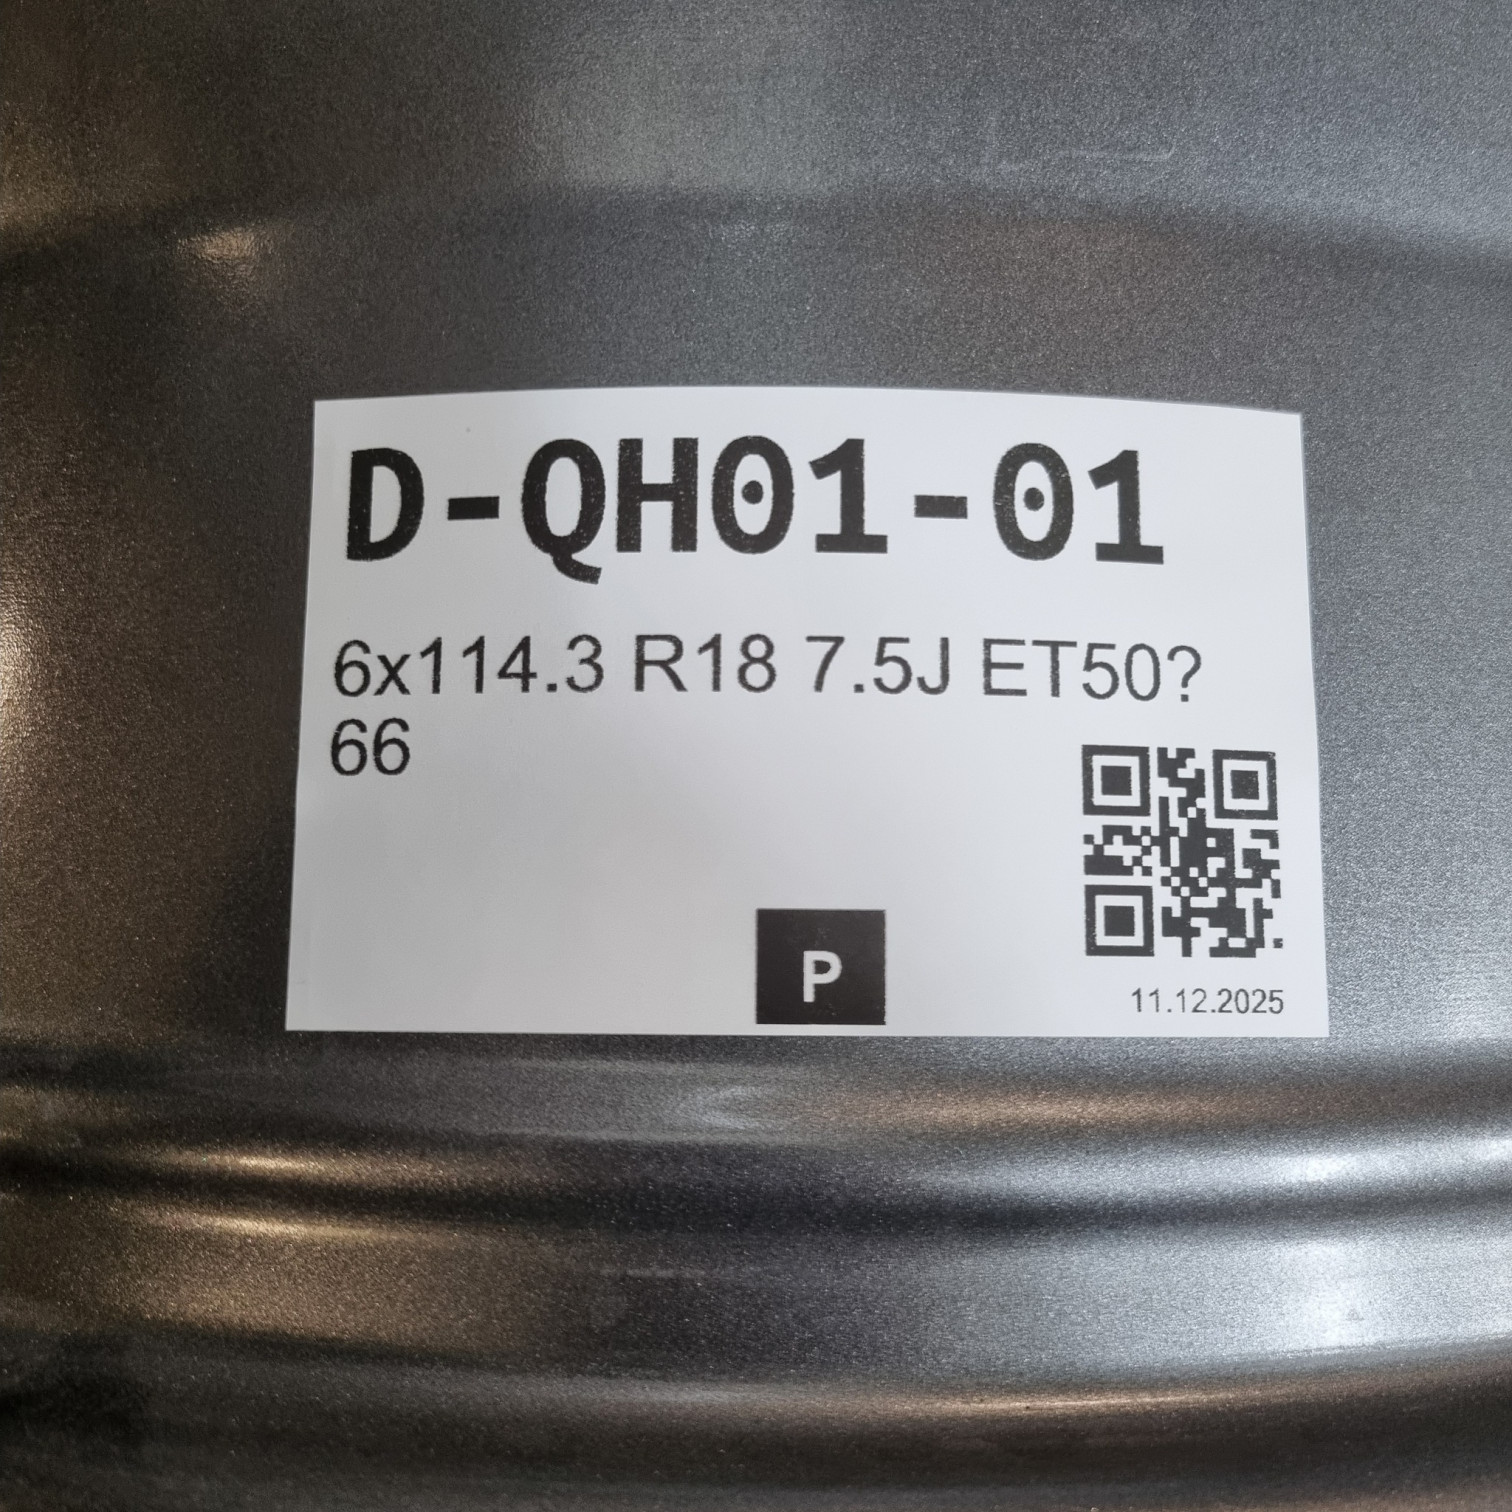 D-QH01-01
6x114.3 R18 7.5J ET50?
66
P
11.12.2025